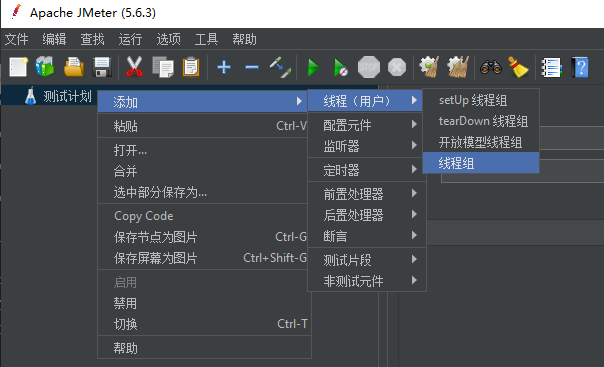 Apache JMeter (5.6.3)
文件 编辑 查找 运行 选项 工具 帮助
STOP
测试计划
添加
粘贴 Ctrl-V
打开...
合并
选中部分保存为...
Copy Code
保存节点为图片 Ctrl-G
保存屏幕为图片 Ctrl+Shift-G
启用
禁用
切换 Ctrl-T
帮助
线程（用户）
配置元件
监听器
定时器
前置处理器
后置处理器
断言
测试片段
非测试元件
setUp 线程组
tearDown 线程组
开放模型线程组
线程组